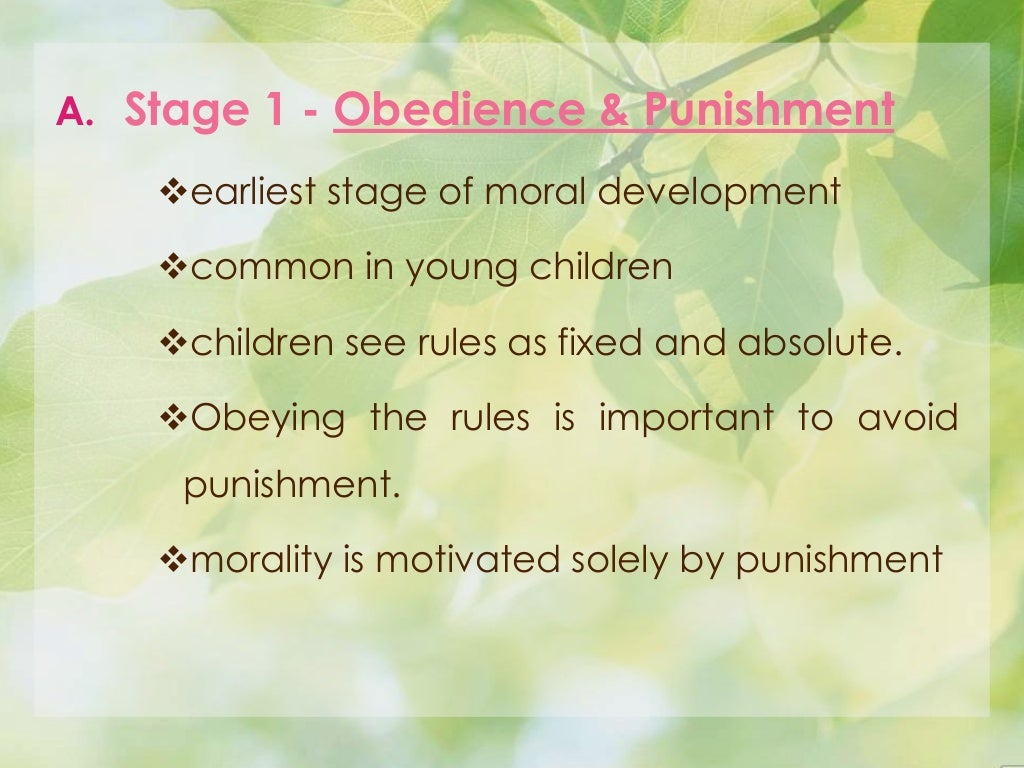 A. Stage 1 - Obedience & Punishment
❖earliest stage of moral development
❖common in young children
❖children see rules as fixed and absolute.
❖Obeying the rules is important to avoid
punishment.
❖morality is motivated solely by punishment